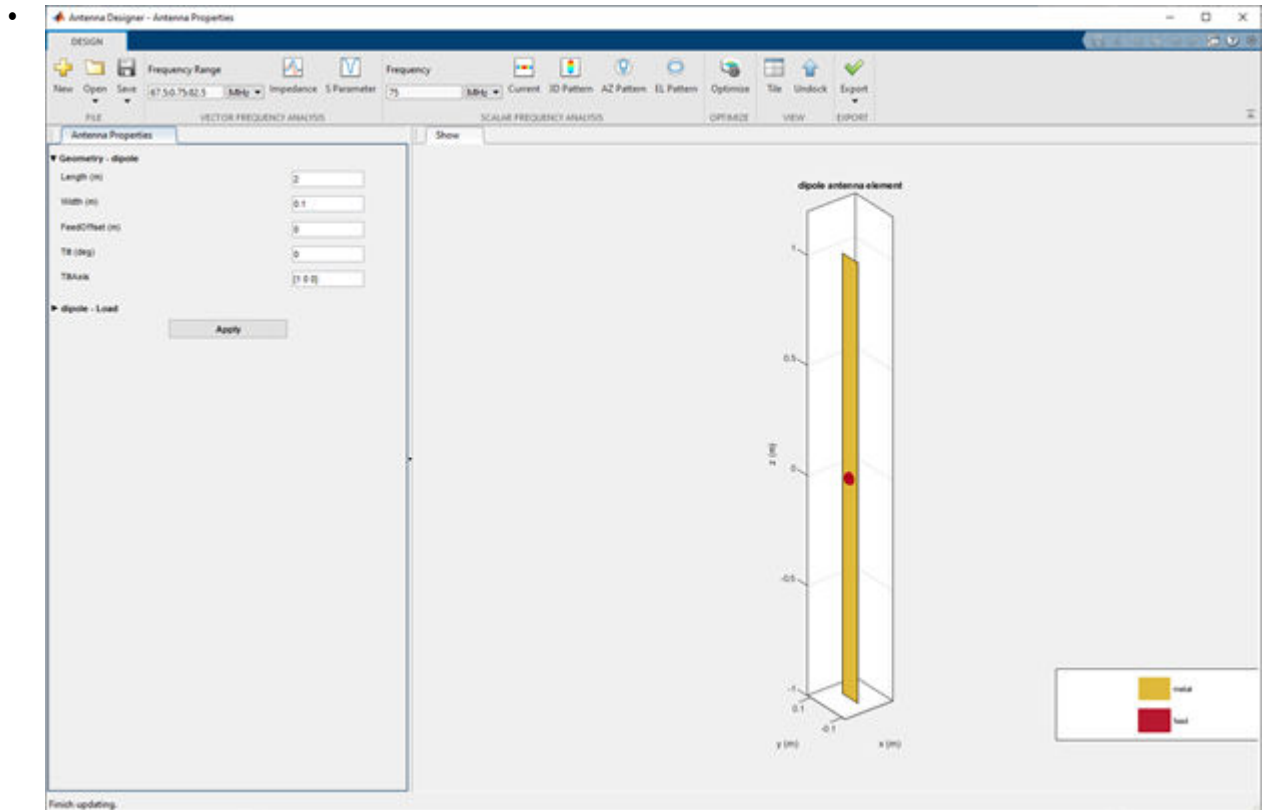 Antenna Designer - Antenna Properties
DESIGN
New Open Save
Frequency Range
67.5:0.75:82.5 MHz
Impedance S Parameter
Frequency
75 MHz
Current 3D Pattern AZ Pattern EL Pattern
Optimize
Tile Undock
Export
FILE VECTOR FREQUENCY ANALYSIS SCALAR FREQUENCY ANALYSIS OPTIMIZE VIEW EXPORT
Antenna Properties
Show
Geometry - dipole
Length (m) 2
Width (m) 0.1
FeedOffset (m) 0
Tilt (deg) 0
TiltAxis [1 0 0]
dipole - Load
Apply
dipole antenna element
1
0.5
z (m)
0
-0.5
-1
0.1
-0.1
y (m) x (m)
metal
feed
Finish updating.